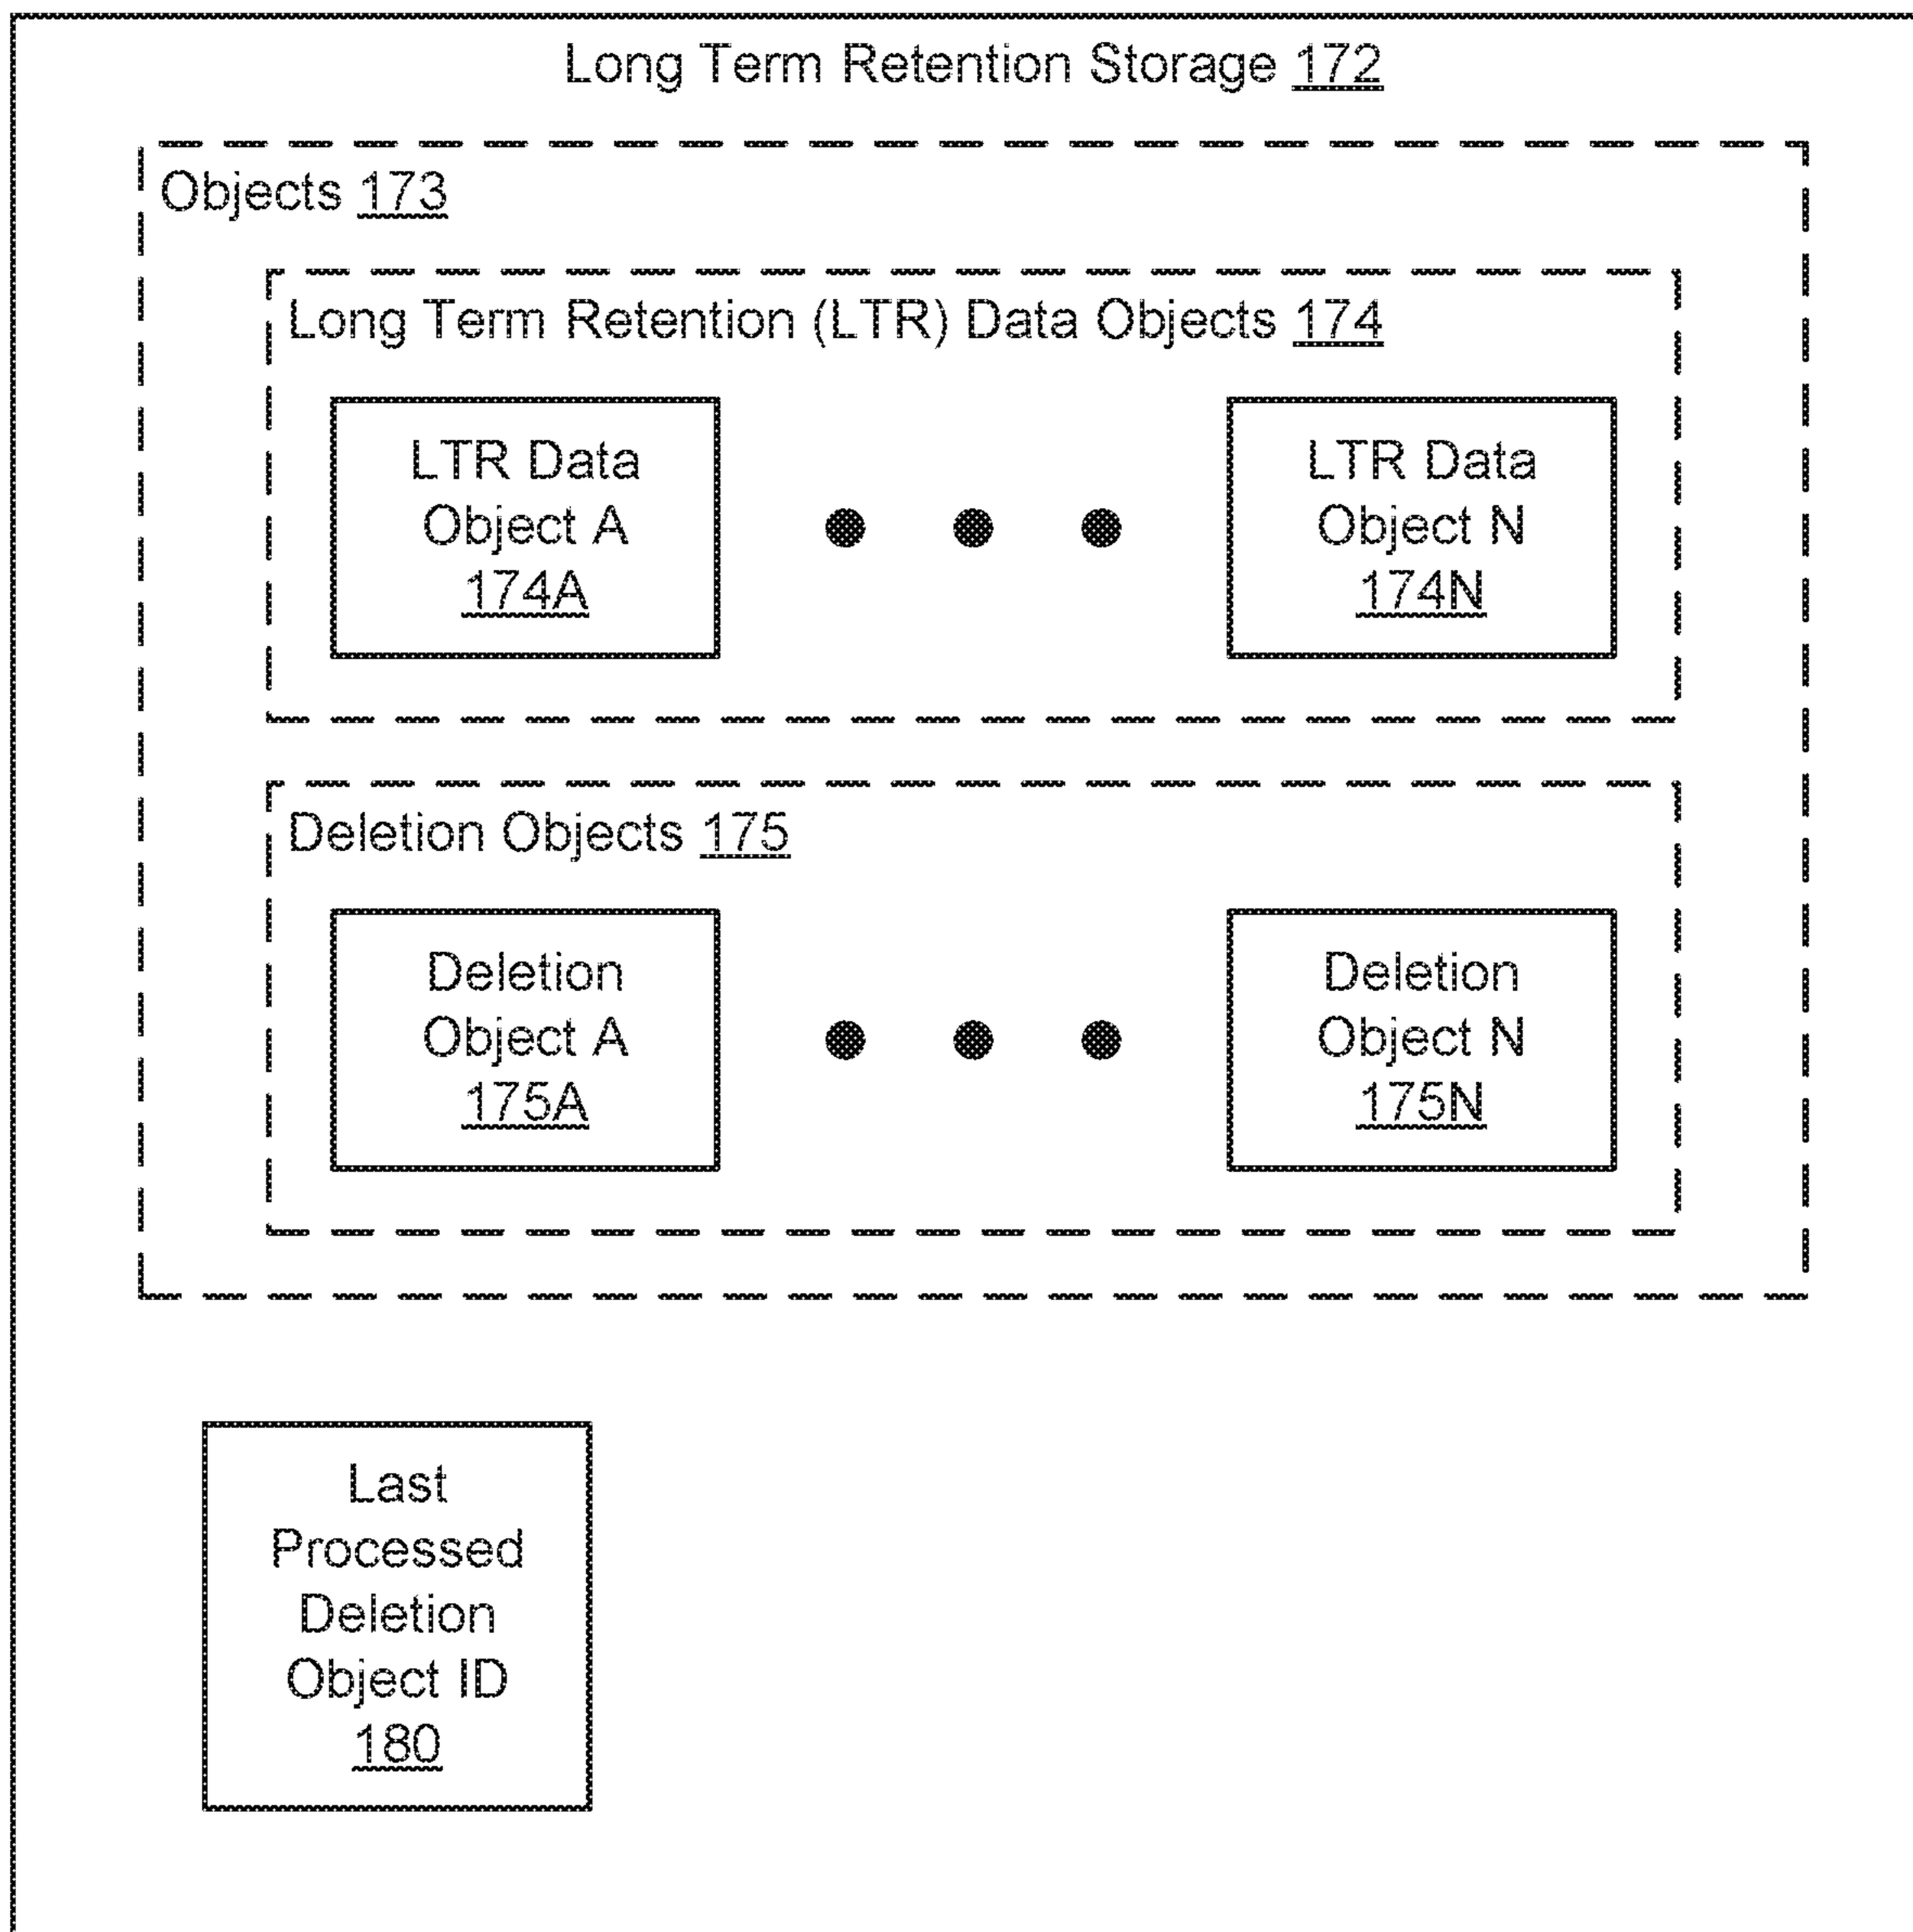 Long Term Retention Storage 172
Objects 173
Long Term Retention (LTR) Data Objects 174
LTR Data
Object A
174A
LTR Data
Object N
174N
Deletion Objects 175
Deletion
Object A
175A
Deletion
Object N
175N
Last
Processed
Deletion
Object ID
180